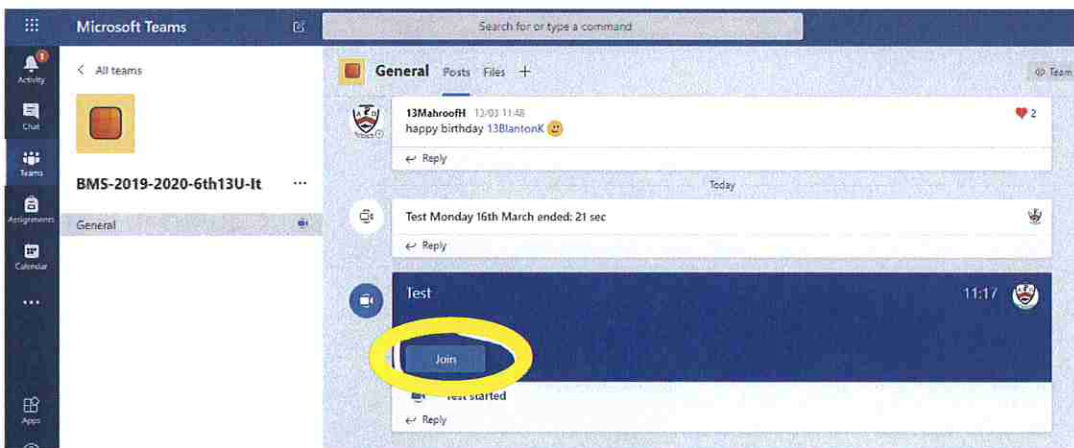 Microsoft Teams
Search for or type a command
1
Activity
Chat
Teams
Assignments
Calendar
Apps
All teams
BMS-2019-2020-6th13U-It
General
General Posts Files +
Team
13MahroofH 13/03 11:48
happy birthday 13BlantonK
2
Reply
Today
Test Monday 16th March ended: 21 sec
Reply
Test
11:17
Join
Test started
Reply